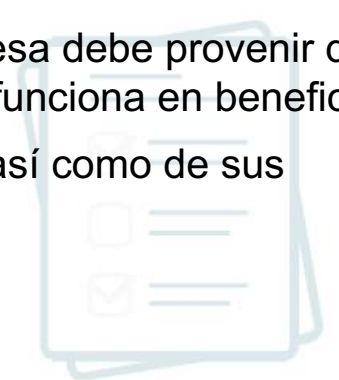 esa debe provenir
funciona en benefic
así como de sus